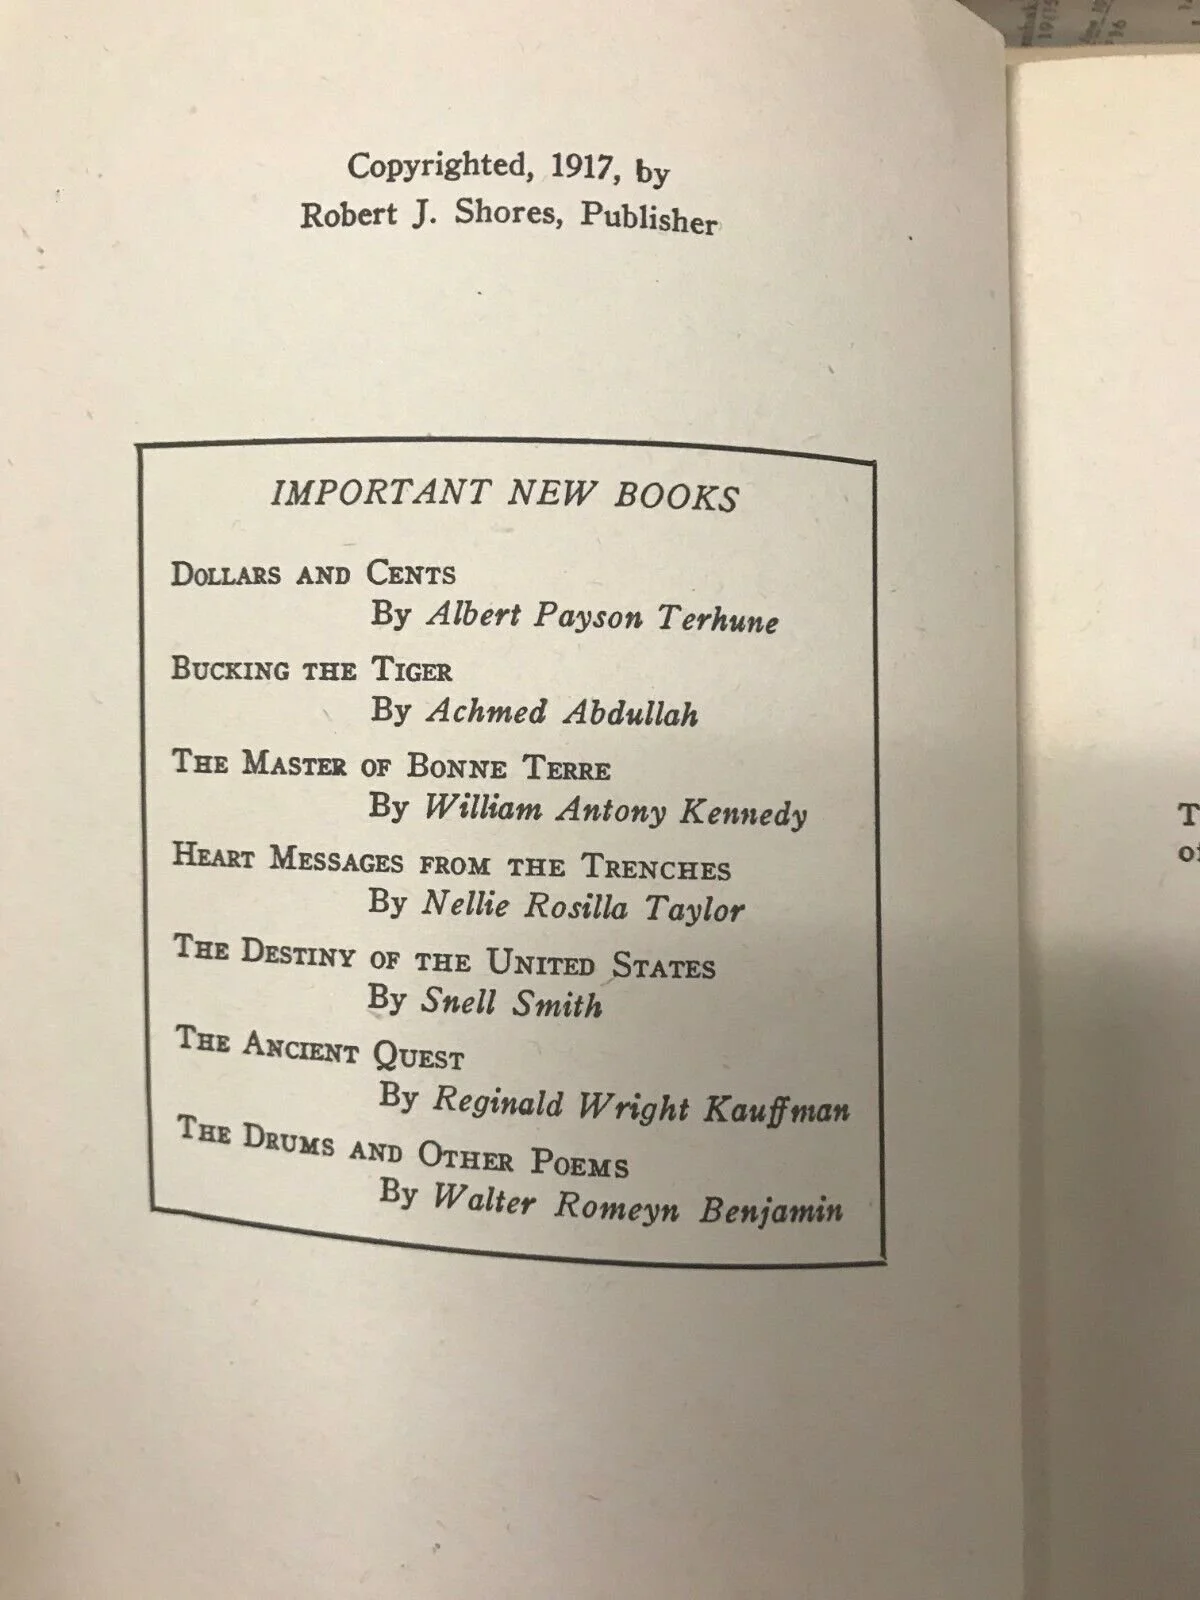 Copyrighted, 1917, by
Robert J. Shores, Publisher
IMPORTANT NEW BOOKS
DOLLARS AND CENTS
By Albert Payson Terhune
BUCKING THE TIGER
By Achmed Abdullah
THE MASTER OF BONNE TERRE
By William Antony Kennedy
HEART MESSAGES FROM THE TRENCHES
By Nellie Rosilla Taylor
THE DESTINY OF THE UNITED STATES
By Snell Smith
THE ANCIENT QUEST
By Reginald Wright Kauffman
THE DRUMS AND OTHER POEMS
By Walter Romeyn Benjamin